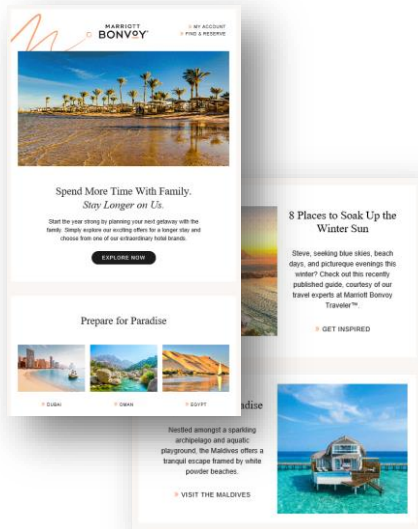 MARRIOTT
BONVOY
MY ACCOUNT
FIND & RESERVE
Spend More Time With Family.
Stay Longer on Us.
Start the year strong by planning your next getaway with the
family. Simply explore our exciting offers for a longer stay and
choose from one of our extraordinary hotel brands.
EXPLORE NOW
Prepare for Paradise
DUBAI
OMAN
EGYPT
8 Places to Soak Up the
Winter Sun
Steve, seeking blue skies, beach
days, and picturesque evenings this
winter? Check out this recently
published guide, courtesy of our
travel experts at Marriott Bonvoy
Traveler™.
GET INSPIRED
adise
Nestled amongst a sparkling
archipelago and aquatic
playground, the Maldives offers a
tranquil escape framed by white
powder beaches.
VISIT THE MALDIVES